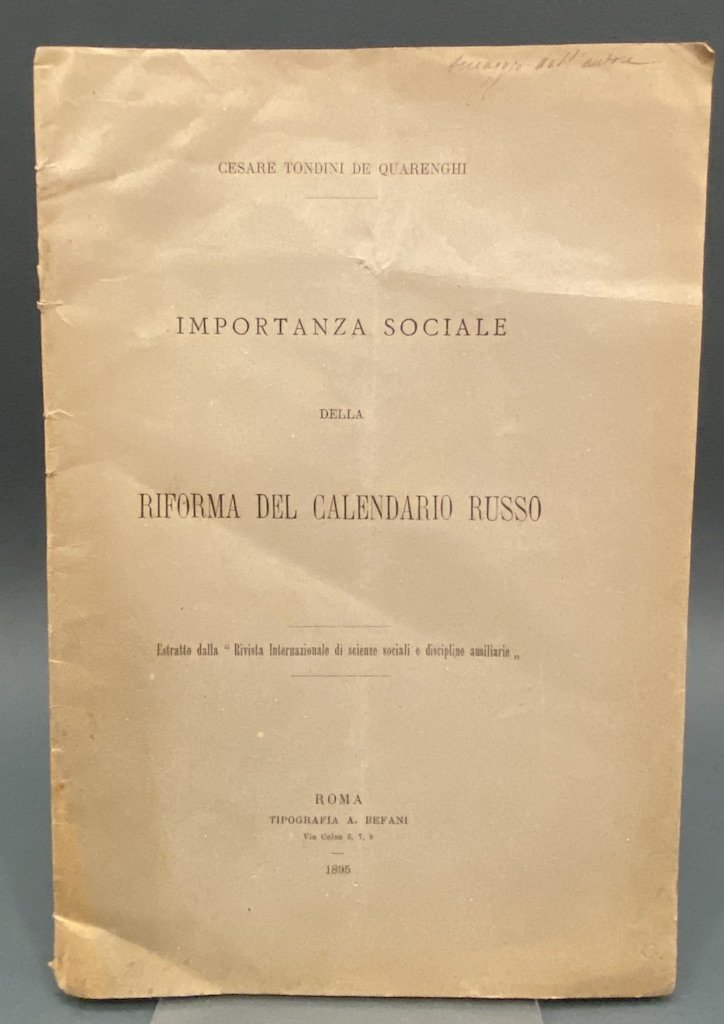 omaggio dell'autore
CESARE TONDINI DE QUARENGHI
IMPORTANZA SOCIALE
DELLA
RIFORMA DEL CALENDARIO RUSSO
Estratto dalla “ Rivista Internazionale di scienze sociali e discipline ausiliarie „
ROMA
TIPOGRAFIA A. BEFANI
Via Celsa 6, 7, 8
1895